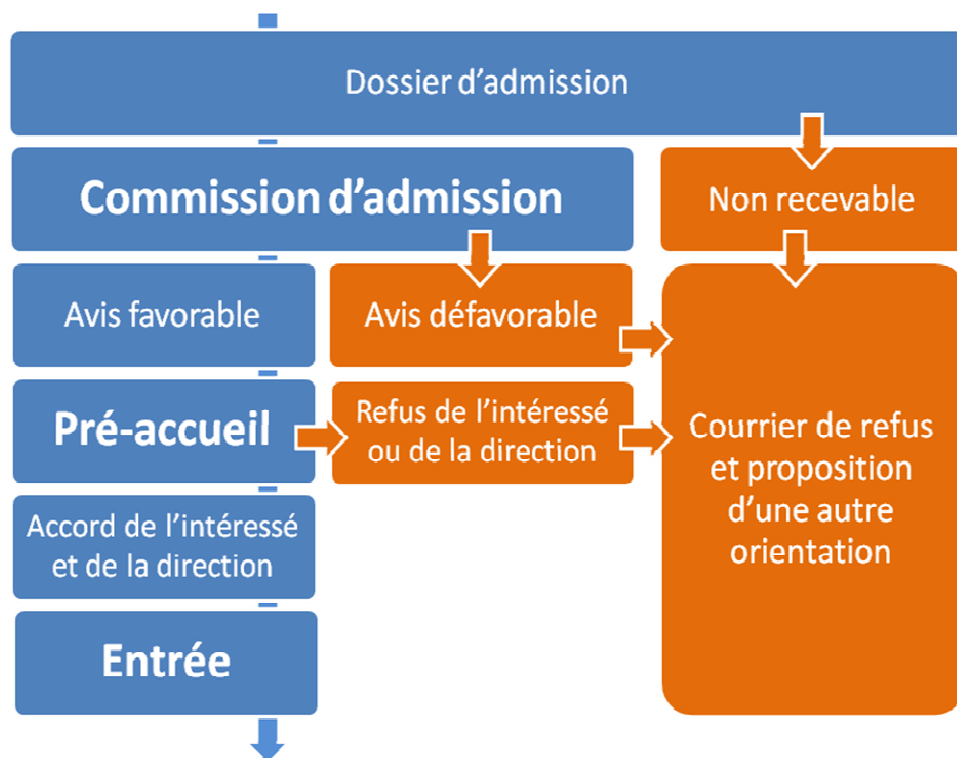 Dossier d'admission
Commission d'admission
Non recevable
Avis favorable
Avis défavorable
Pré-accueil
Refus de l'intéressé
ou de la direction
Courrier de refus
et proposition
d'une autre
orientation
Accord de l'intéressé
et de la direction
Entrée